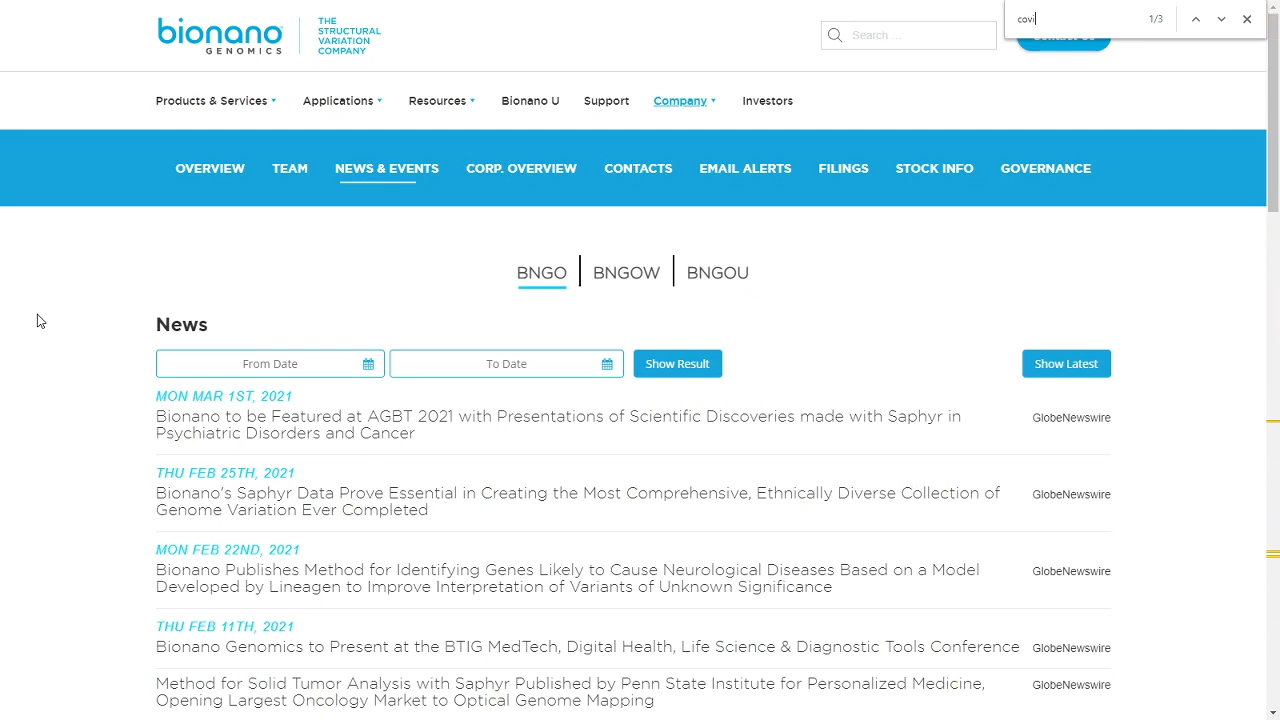 covi
1/3
bionano
GENOMICS
THE
STRUCTURAL
VARIATION
COMPANY
Search ...
Products & Services
Applications
Resources
Bionano U
Support
Company
Investors
OVERVIEW
TEAM
NEWS & EVENTS
CORP. OVERVIEW
CONTACTS
EMAIL ALERTS
FILINGS
STOCK INFO
GOVERNANCE
BNGO
BNGOW
BNGOU
News
From Date
To Date
Show Result
Show Latest
MON MAR 1ST, 2021
Bionano to be Featured at AGBT 2021 with Presentations of Scientific Discoveries made with Saphyr in
Psychiatric Disorders and Cancer
GlobeNewswire
THU FEB 25TH, 2021
Bionano's Saphyr Data Prove Essential in Creating the Most Comprehensive, Ethnically Diverse Collection of
Genome Variation Ever Completed
GlobeNewswire
MON FEB 22ND, 2021
Bionano Publishes Method for Identifying Genes Likely to Cause Neurological Diseases Based on a Model
Developed by Lineagen to Improve Interpretation of Variants of Unknown Significance
GlobeNewswire
THU FEB 11TH, 2021
Bionano Genomics to Present at the BTIG MedTech, Digital Health, Life Science & Diagnostic Tools Conference
GlobeNewswire
Method for Solid Tumor Analysis with Saphyr Published by Penn State Institute for Personalized Medicine,
Opening Largest Oncology Market to Optical Genome Mapping
GlobeNewswire